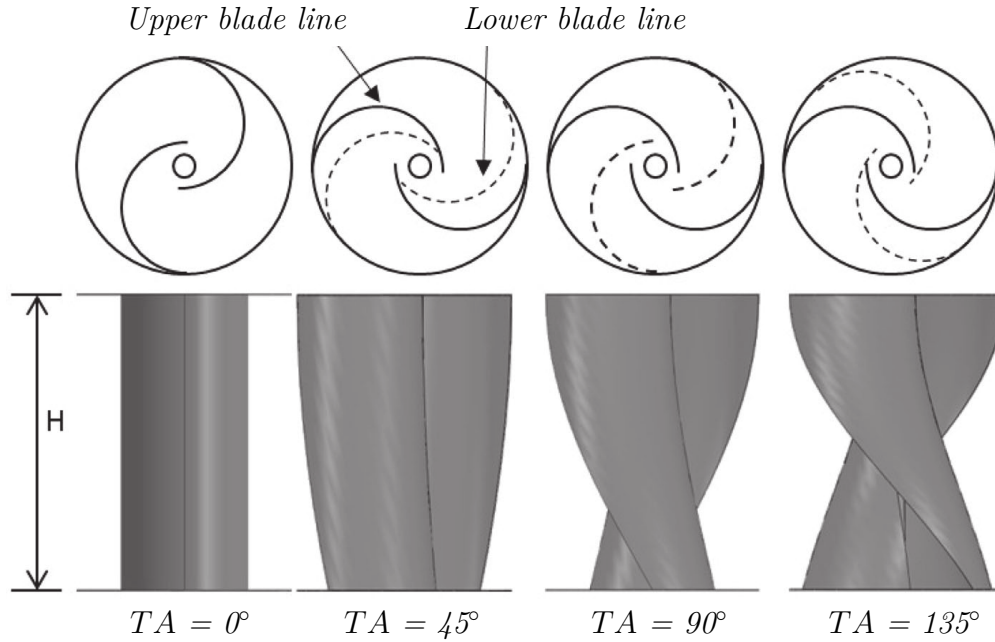 Upper blade line
Lower blade line
H
TA = 0°
TA = 45°
TA = 90°
TA = 135°